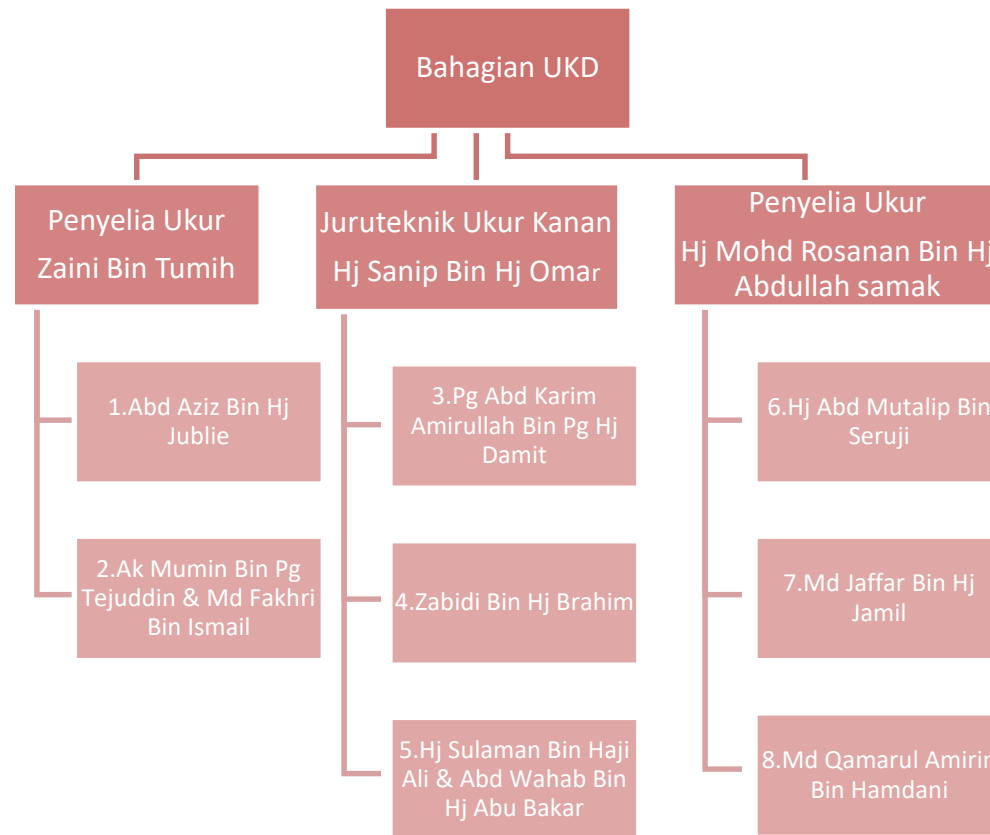 Bahagian UKD
Penyelia Ukur
Zaini Bin Tumih
1.Abd Aziz Bin Hj
Jublie
2.Ak Mumin Bin Pg
Tejuddin & Md Fakhri
Bin Ismail
Juruteknik Ukur Kanan
Hj Sanip Bin Hj Omar
3.Pg Abd Karim
Amirullah Bin Pg Hj
Damit
4.Zabidi Bin Hj Brahim
5.Hj Sulaman Bin Haji
Ali & Abd Wahab Bin
Hj Abu Bakar
Penyelia Ukur
Hj Mohd Rosanan Bin Hj
Abdullah samak
6.Hj Abd Mutalip Bin
Seruji
7.Md Jaffar Bin Hj
Jamil
8.Md Qamarul Amirin
Bin Hamdani